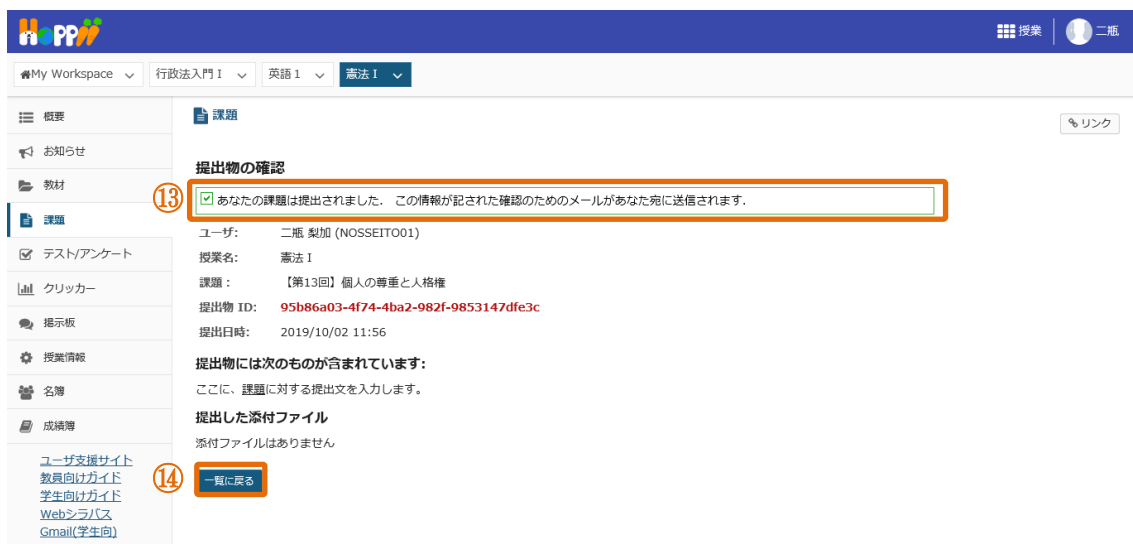 Hoppii
授業
二瓶
My Workspace
行政法入門 I
英語 1
憲法 I
概要
お知らせ
教材
課題
テスト/アンケート
クリッカー
掲示板
授業情報
名簿
成績簿
ユーザ支援サイト
教員向けガイド
学生向けガイド
Webシラバス
Gmail(学生向)
課題
リンク
提出物の確認
⑬
あなたの課題は提出されました． この情報が記された確認のためのメールがあなた宛に送信されます．
ユーザ: 二瓶 梨加 (NOSSEITO01)
授業名: 憲法 I
課題： 【第13回】個人の尊重と人格権
提出物 ID: 95b86a03-4f74-4ba2-982f-9853147dfe3c
提出日時: 2019/10/02 11:56
提出物には次のものが含まれています:
ここに、課題に対する提出文を入力します。
提出した添付ファイル
添付ファイルはありません
⑭
一覧に戻る